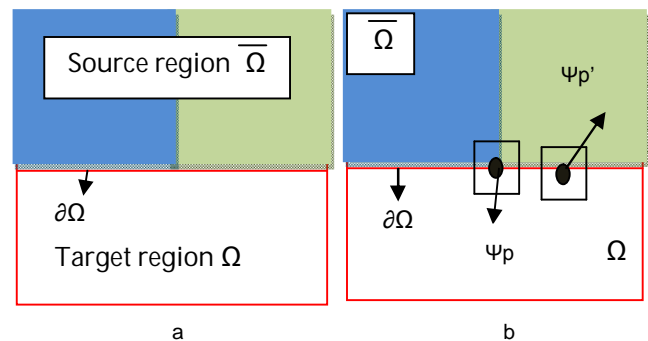 Source region Ω̅
∂Ω
Target region Ω
a
Ω̅
Ψp'
∂Ω
Ψp
Ω
b